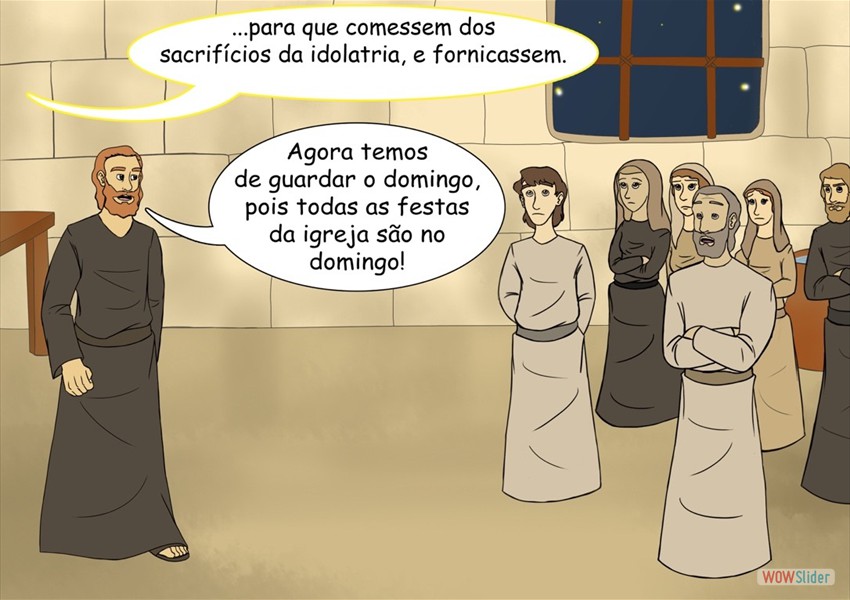 ...para que comessem dos
sacrifícios da idolatria, e fornicassem.
Agora temos
de guardar o domingo,
pois todas as festas
da igreja são no
domingo!
WOWSlider